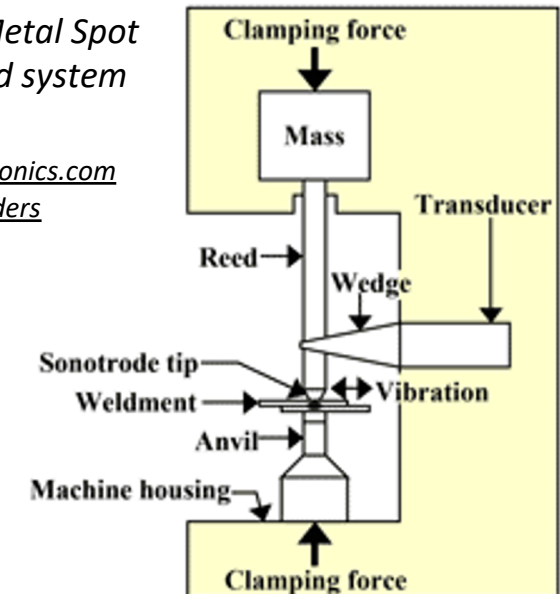 Metal Spot
d system
onics.com
ders
Clamping force
Mass
Transducer
Reed
Wedge
Sonotrode tip
Vibration
Weldment
Anvil
Machine housing
Clamping force